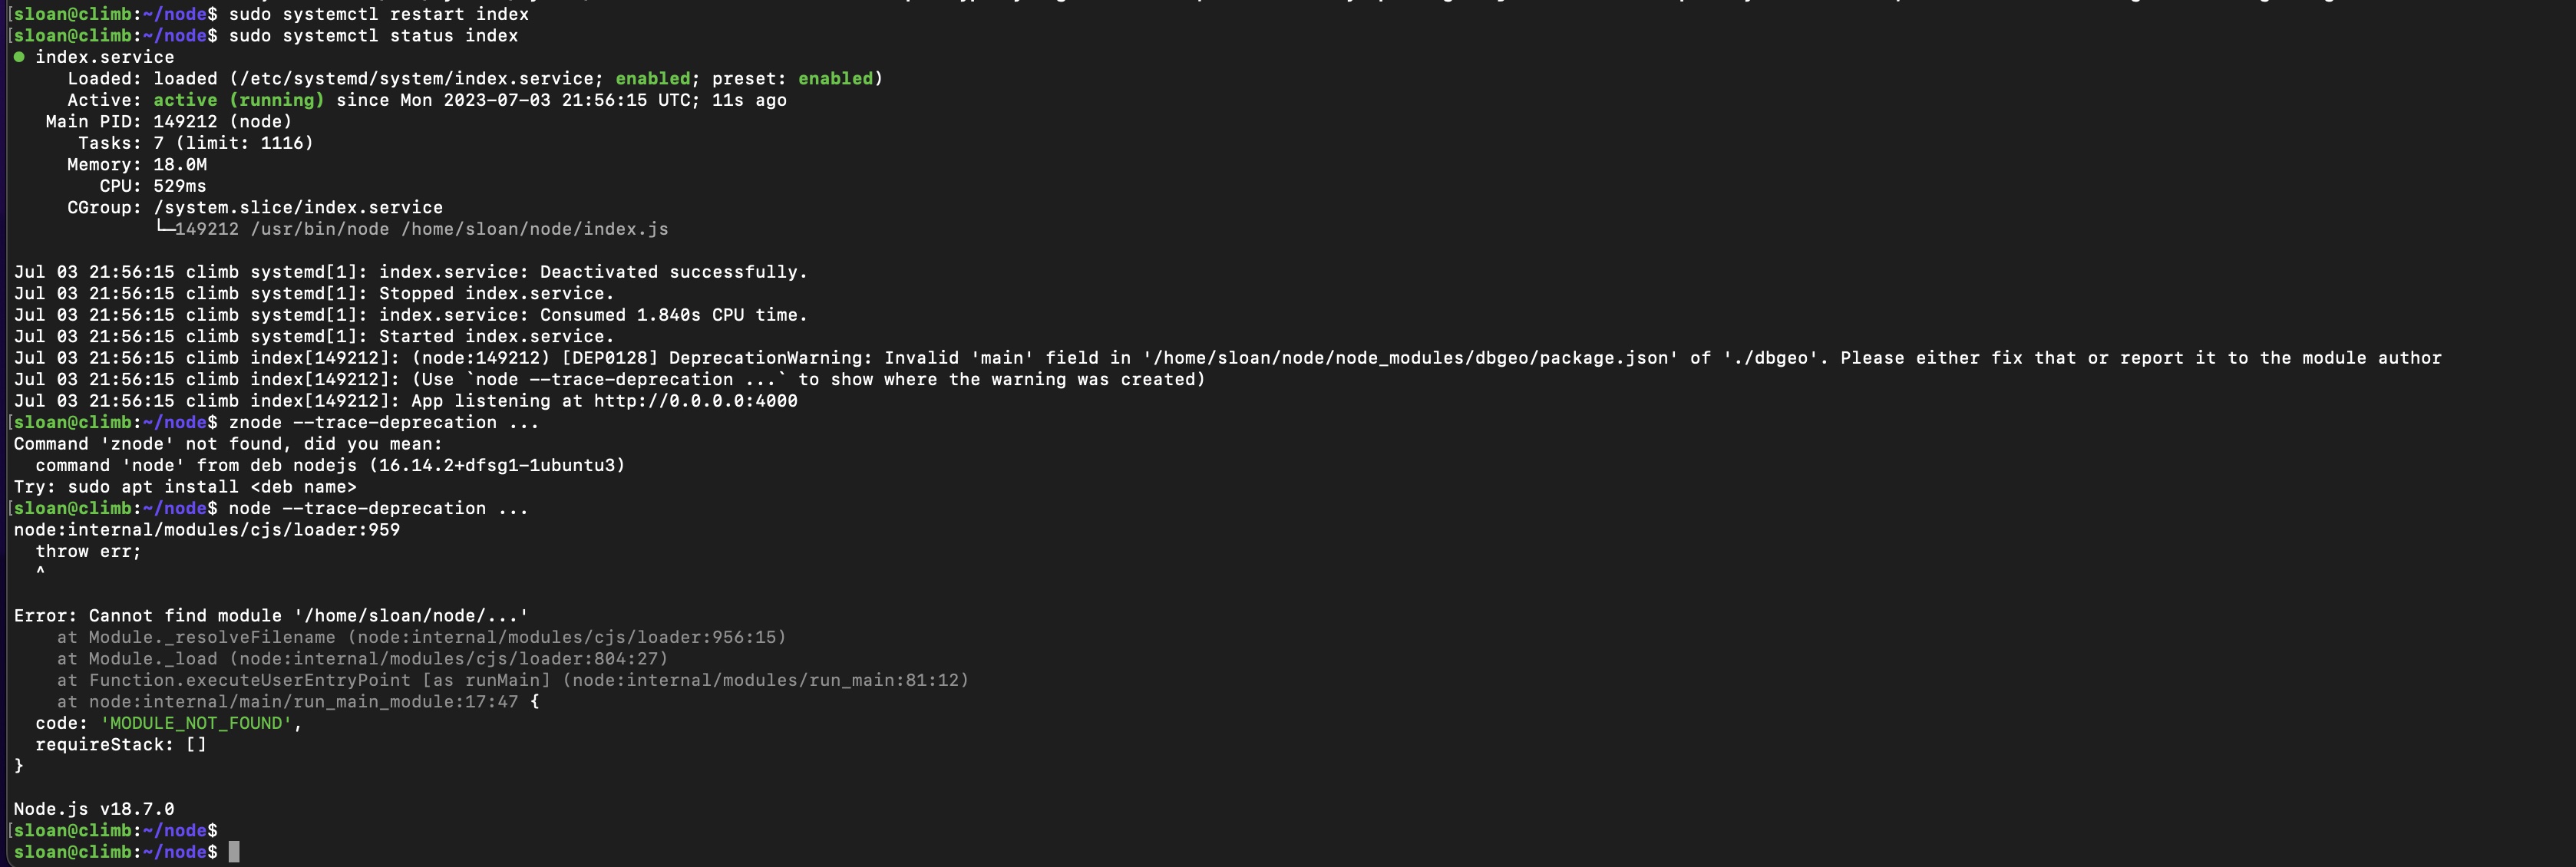 [sloan@climb:~/node$ sudo systemctl restart index
[sloan@climb:~/node$ sudo systemctl status index
● index.service
     Loaded: loaded (/etc/systemd/system/index.service; enabled; preset: enabled)
     Active: active (running) since Mon 2023-07-03 21:56:15 UTC; 11s ago
   Main PID: 149212 (node)
      Tasks: 7 (limit: 1116)
     Memory: 18.0M
        CPU: 529ms
     CGroup: /system.slice/index.service
             └─149212 /usr/bin/node /home/sloan/node/index.js
Jul 03 21:56:15 climb systemd[1]: index.service: Deactivated successfully.
Jul 03 21:56:15 climb systemd[1]: Stopped index.service.
Jul 03 21:56:15 climb systemd[1]: index.service: Consumed 1.840s CPU time.
Jul 03 21:56:15 climb systemd[1]: Started index.service.
Jul 03 21:56:15 climb index[149212]: (node:149212) [DEP0128] DeprecationWarning: Invalid 'main' field in '/home/sloan/node/node_modules/dbgeo/package.json' of './dbgeo'. Please either fix that or report it to the module author
Jul 03 21:56:15 climb index[149212]: (Use `node --trace-deprecation ...` to show where the warning was created)
Jul 03 21:56:15 climb index[149212]: App listening at http://0.0.0.0:4000
[sloan@climb:~/node$ znode --trace-deprecation ...
Command 'znode' not found, did you mean:
  command 'node' from deb nodejs (16.14.2+dfsg1-1ubuntu3)
Try: sudo apt install <deb name>
[sloan@climb:~/node$ node --trace-deprecation ...
node:internal/modules/cjs/loader:959
  throw err;
  ^
Error: Cannot find module '/home/sloan/node/...'
    at Module._resolveFilename (node:internal/modules/cjs/loader:956:15)
    at Module._load (node:internal/modules/cjs/loader:804:27)
    at Function.executeUserEntryPoint [as runMain] (node:internal/modules/run_main:81:12)
    at node:internal/main/run_main_module:17:47 {
  code: 'MODULE_NOT_FOUND',
  requireStack: []
}
Node.js v18.7.0
[sloan@climb:~/node$
sloan@climb:~/node$